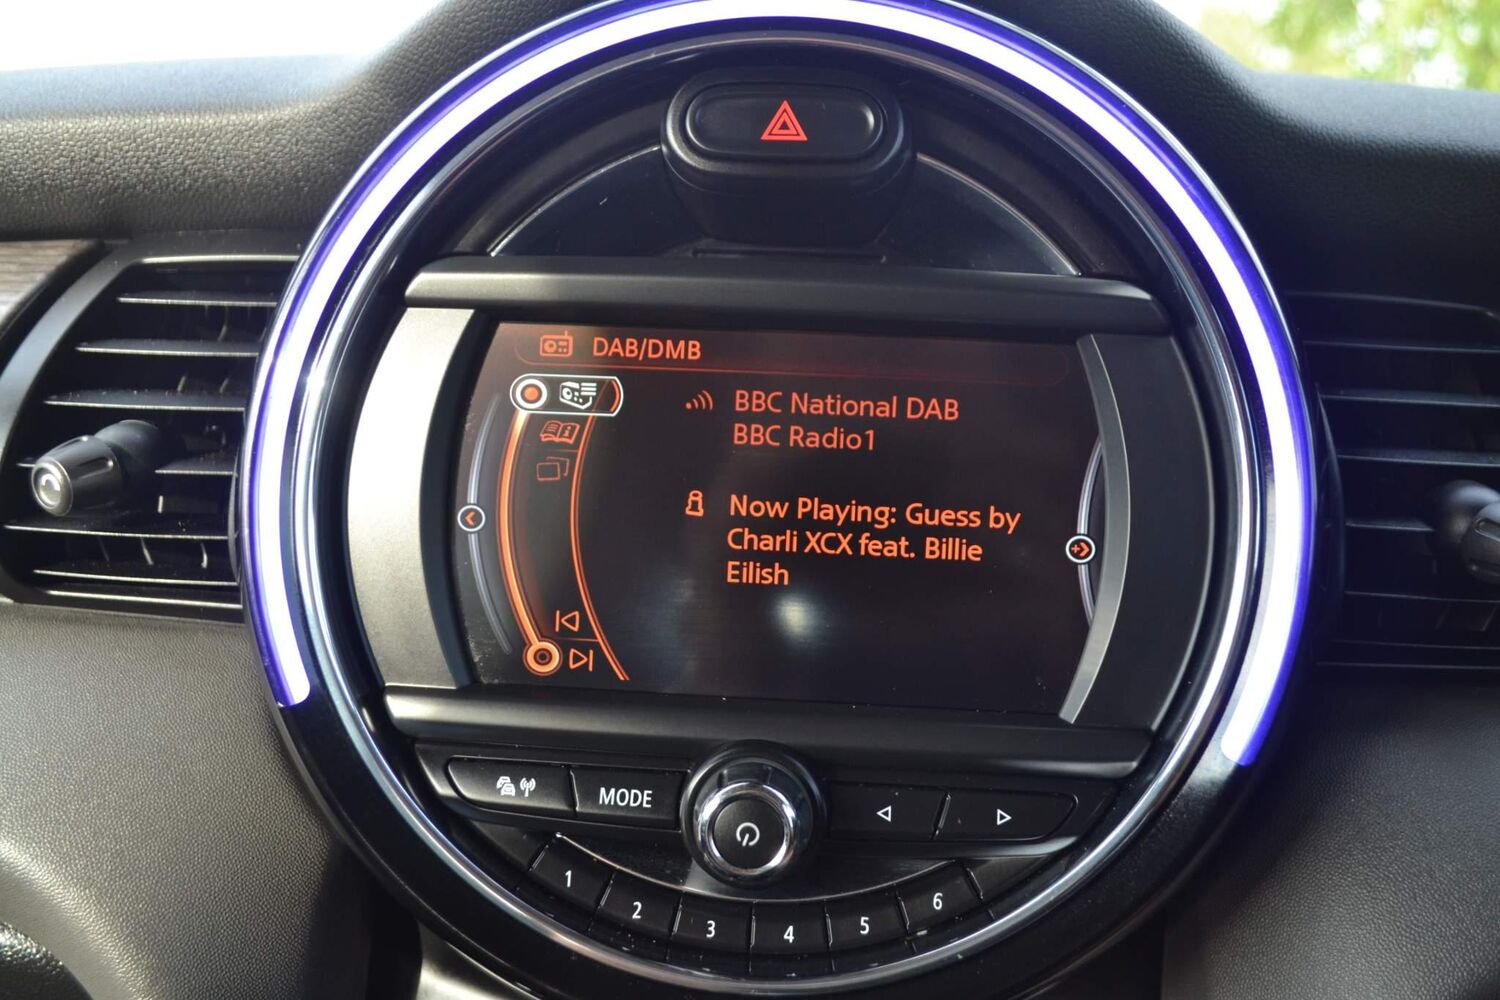 DAB/DMB
BBC National DAB
BBC Radio1
Now Playing: Guess by
Charli XCX feat. Billie
Eilish
MODE
1
2
3
4
5
6